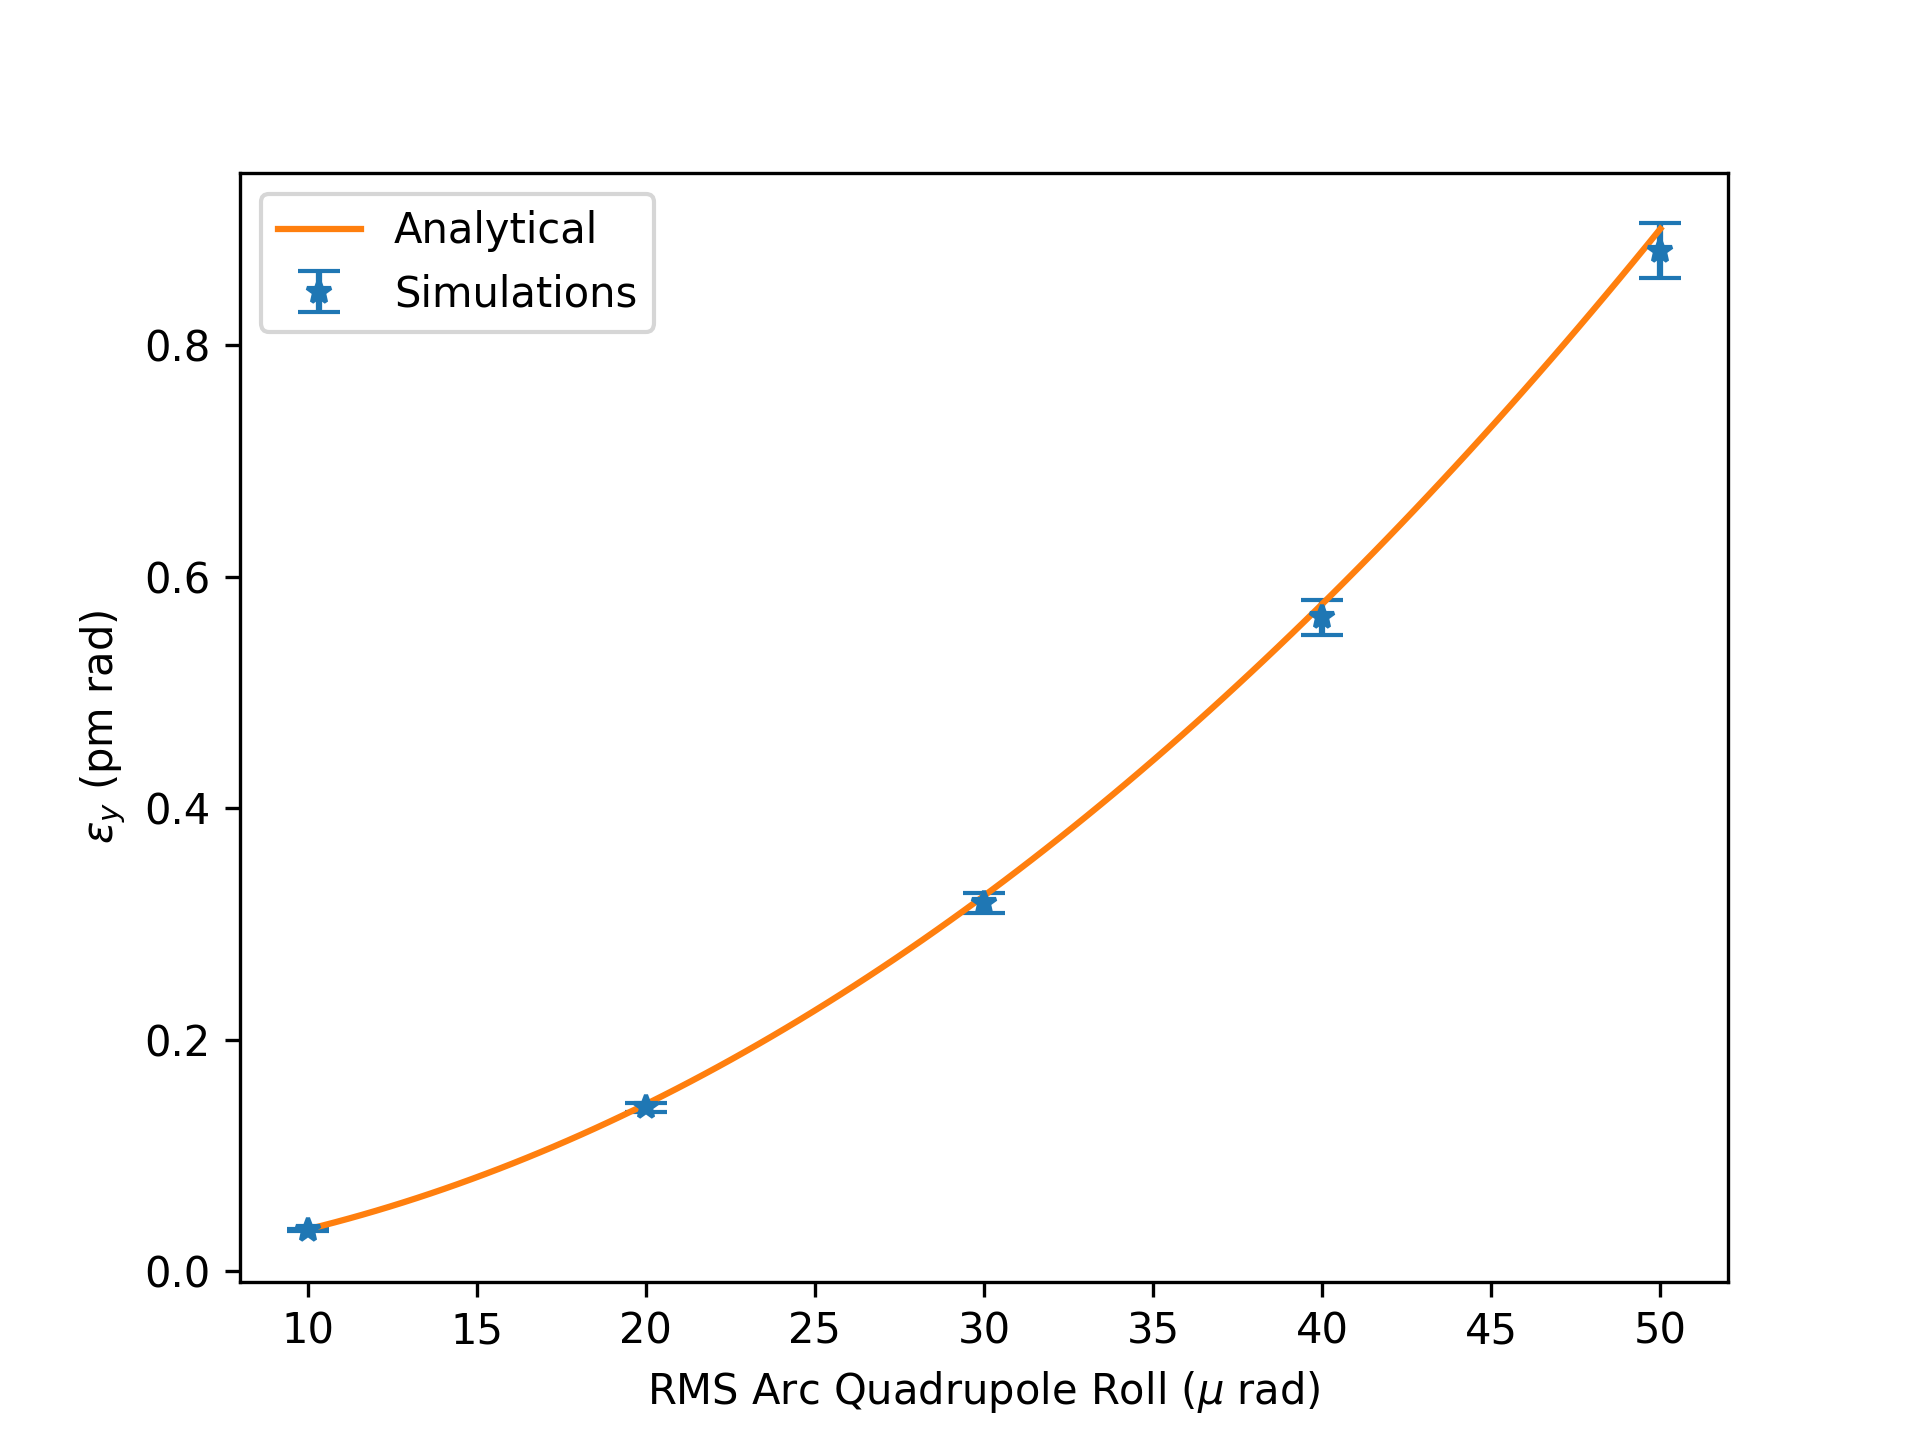 Analytical
Simulations
0.8
0.6
0.4
0.2
0.0
εy (pm rad)
10 15 20 25 30 35 40 45 50
RMS Arc Quadrupole Roll (μ rad)